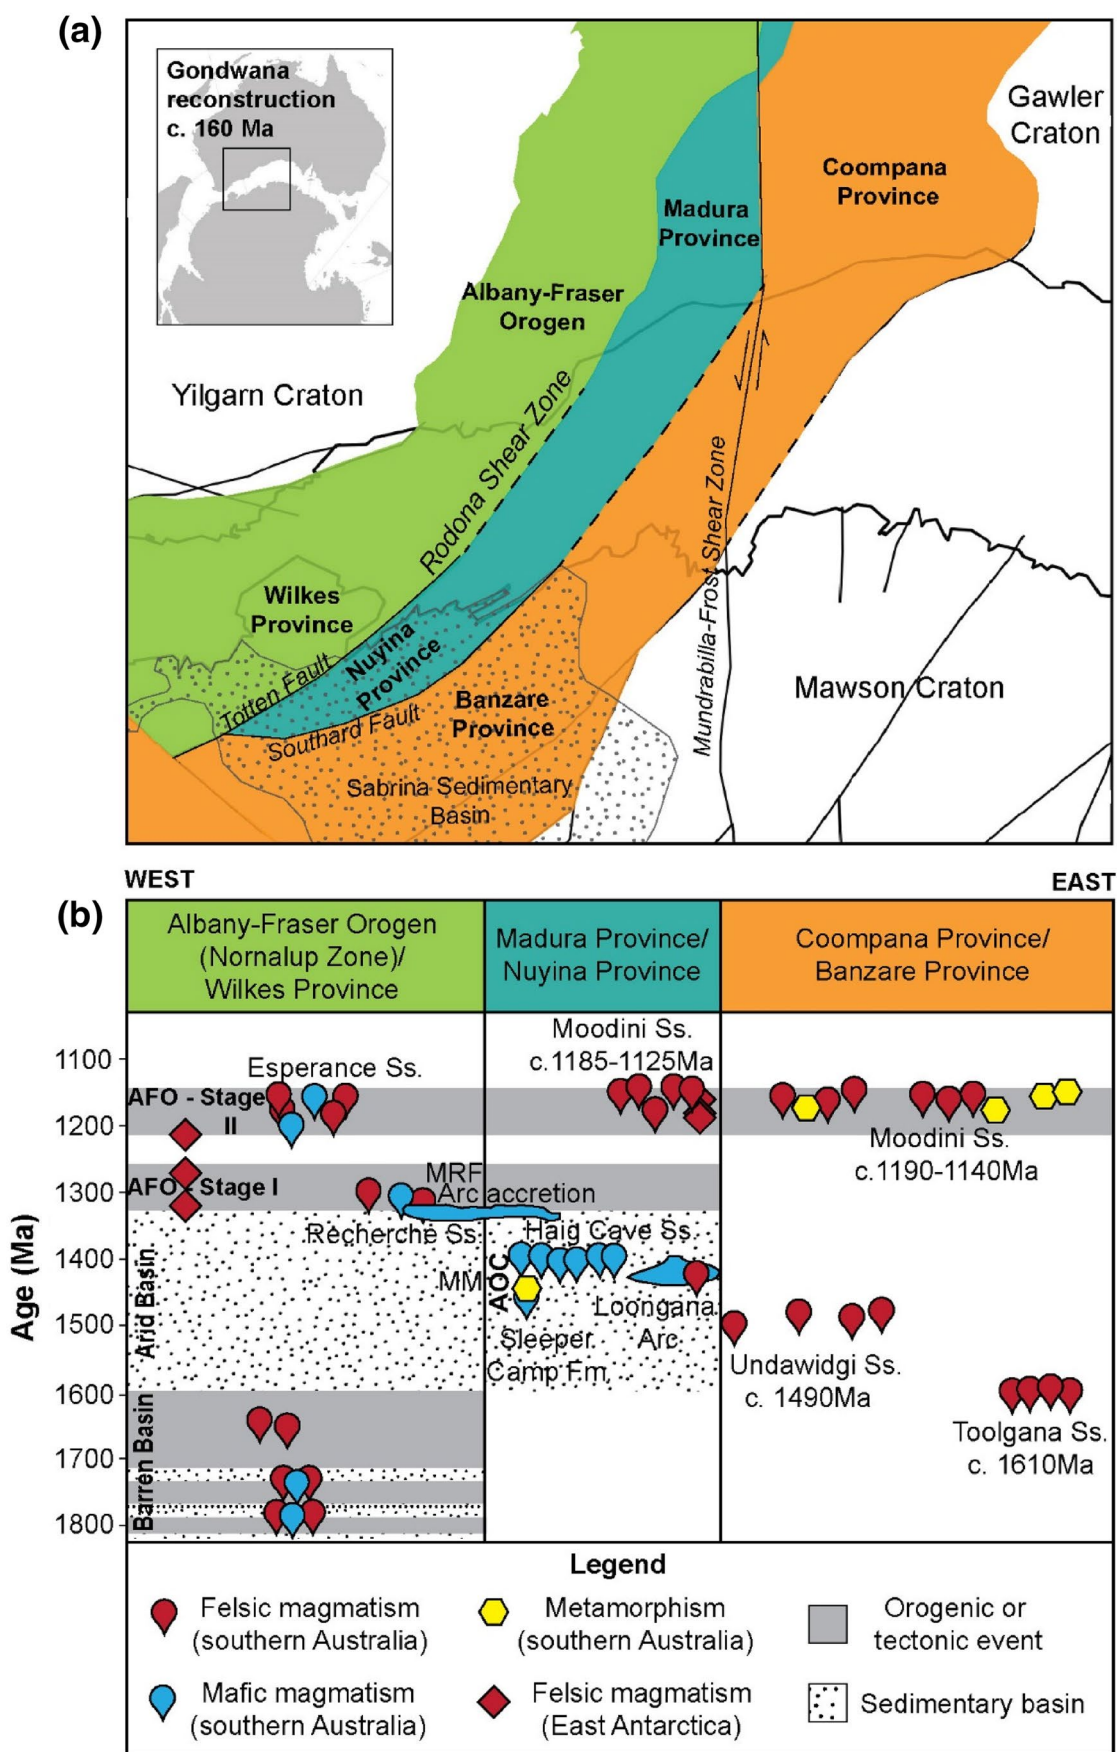 (a)
Gondwana
reconstruction
c. 160 Ma
Gawler
Craton
Coompana
Province
Madura
Province
Albany-Fraser
Orogen
Yilgarn Craton
Rodona Shear Zone
Mundrabilla-Frost Shear Zone
Wilkes
Province
Nuyina
Province
Totten Fault
Southard Fault
Banzare
Province
Mawson Craton
Sabrina Sedimentary
Basin
(b)
WEST
EAST
Albany-Fraser Orogen
(Nornalup Zone)/
Wilkes Province
Madura Province/
Nuyina Province
Coompana Province/
Banzare Province
Age (Ma)
1100
1200
1300
1400
1500
1600
1700
1800
Esperance Ss.
AFO - Stage
II
AFO - Stage I
MRF
Arc accretion
Recherche Ss.
Arid Basin
Barren Basin
Moodini Ss.
c.1185-1125Ma
Haig Cave Ss.
MM
AOC
Loongana
Arc
Sleeper
Camp Fm
Moodini Ss.
c.1190-1140Ma
Undawidgi Ss.
c. 1490Ma
Toolgana Ss.
c. 1610Ma
Legend
Felsic magmatism
(southern Australia)
Metamorphism
(southern Australia)
Orogenic or
tectonic event
Mafic magmatism
(southern Australia)
Felsic magmatism
(East Antarctica)
Sedimentary basin